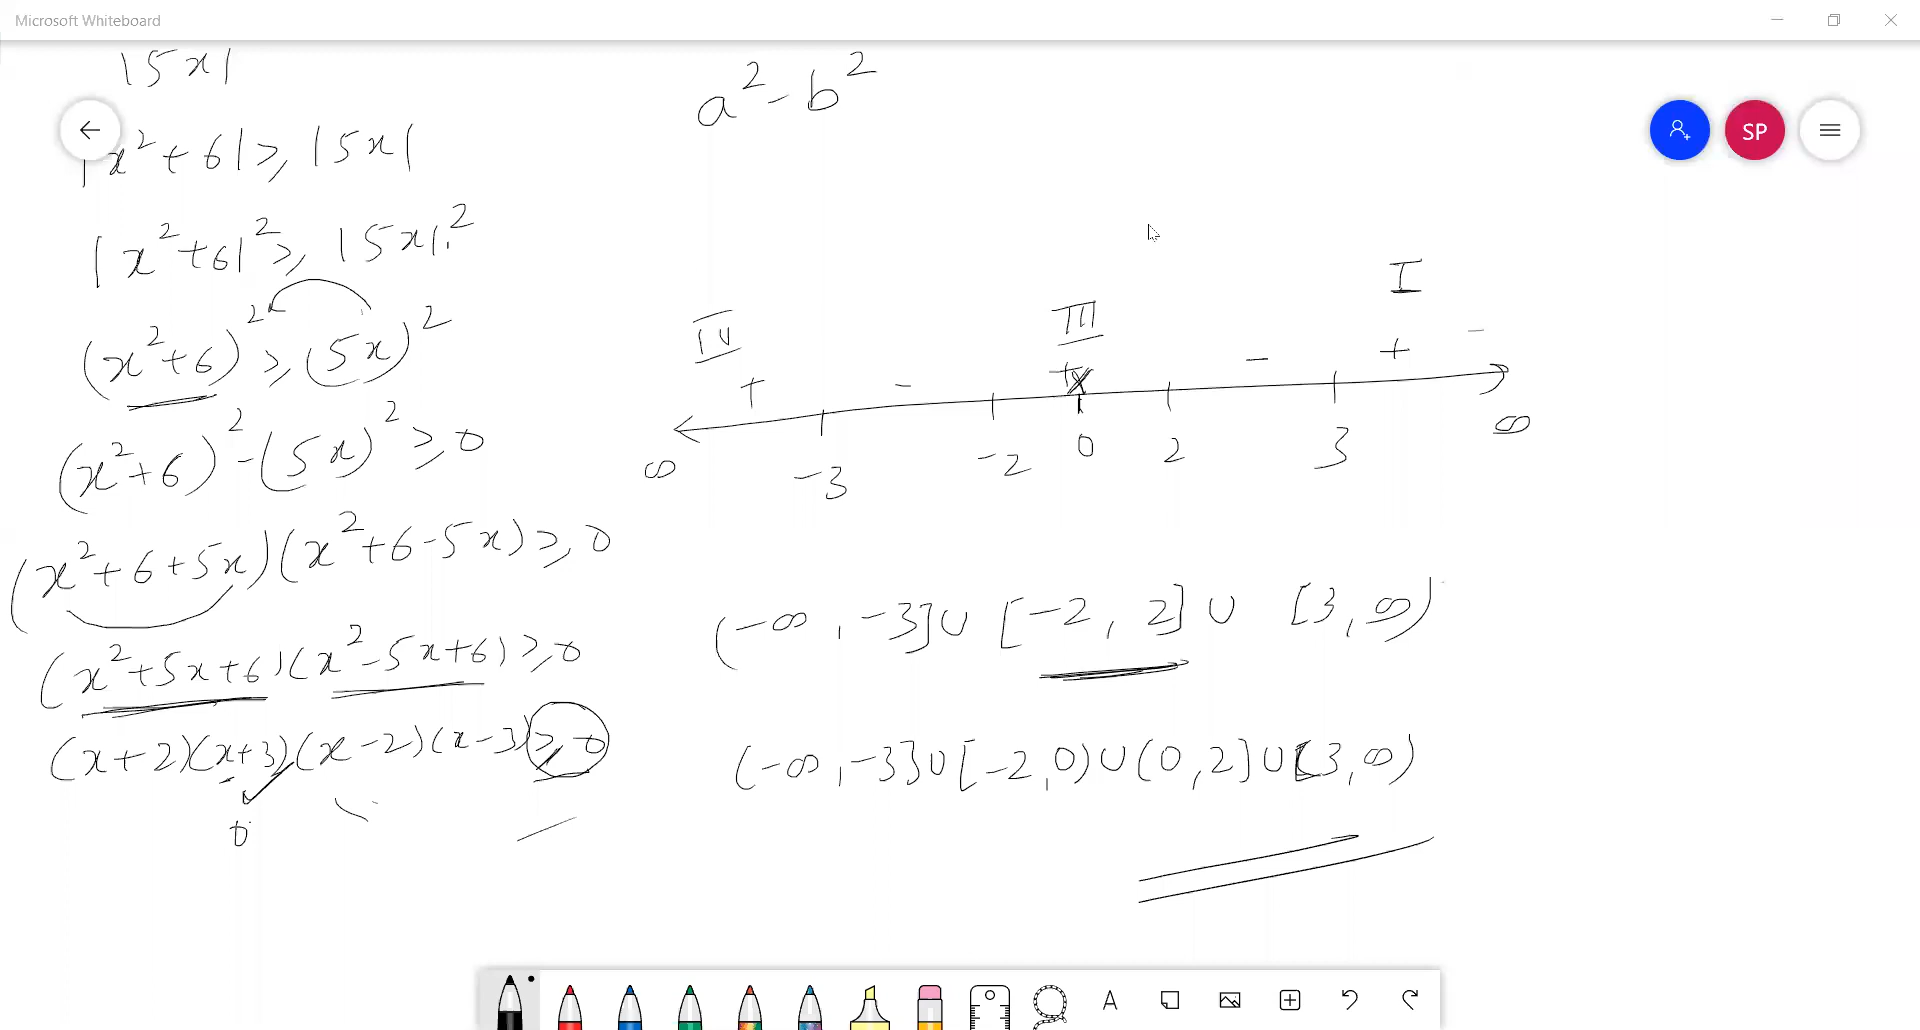 Microsoft Whiteboard
|5x|
|x²+6| ≥ |5x|
|x²+6|² ≥ |5x|²
(x²+6)² ≥ (5x)²
(x²+6)² - (5x)² ≥ 0
(x²+6+5x)(x²+6-5x) ≥ 0
(x²+5x+6)(x²-5x+6) ≥ 0
(x+2)(x+3)(x-2)(x-3) ≥ 0
0
a² - b²
SP
IV III I
+ - + - + -
∞ -3 -2 0 2 3 ∞
(-∞, -3] ∪ [-2, 2] ∪ [3, ∞)
(-∞, -3] ∪ [-2, 0) ∪ (0, 2] ∪ [3, ∞)
A